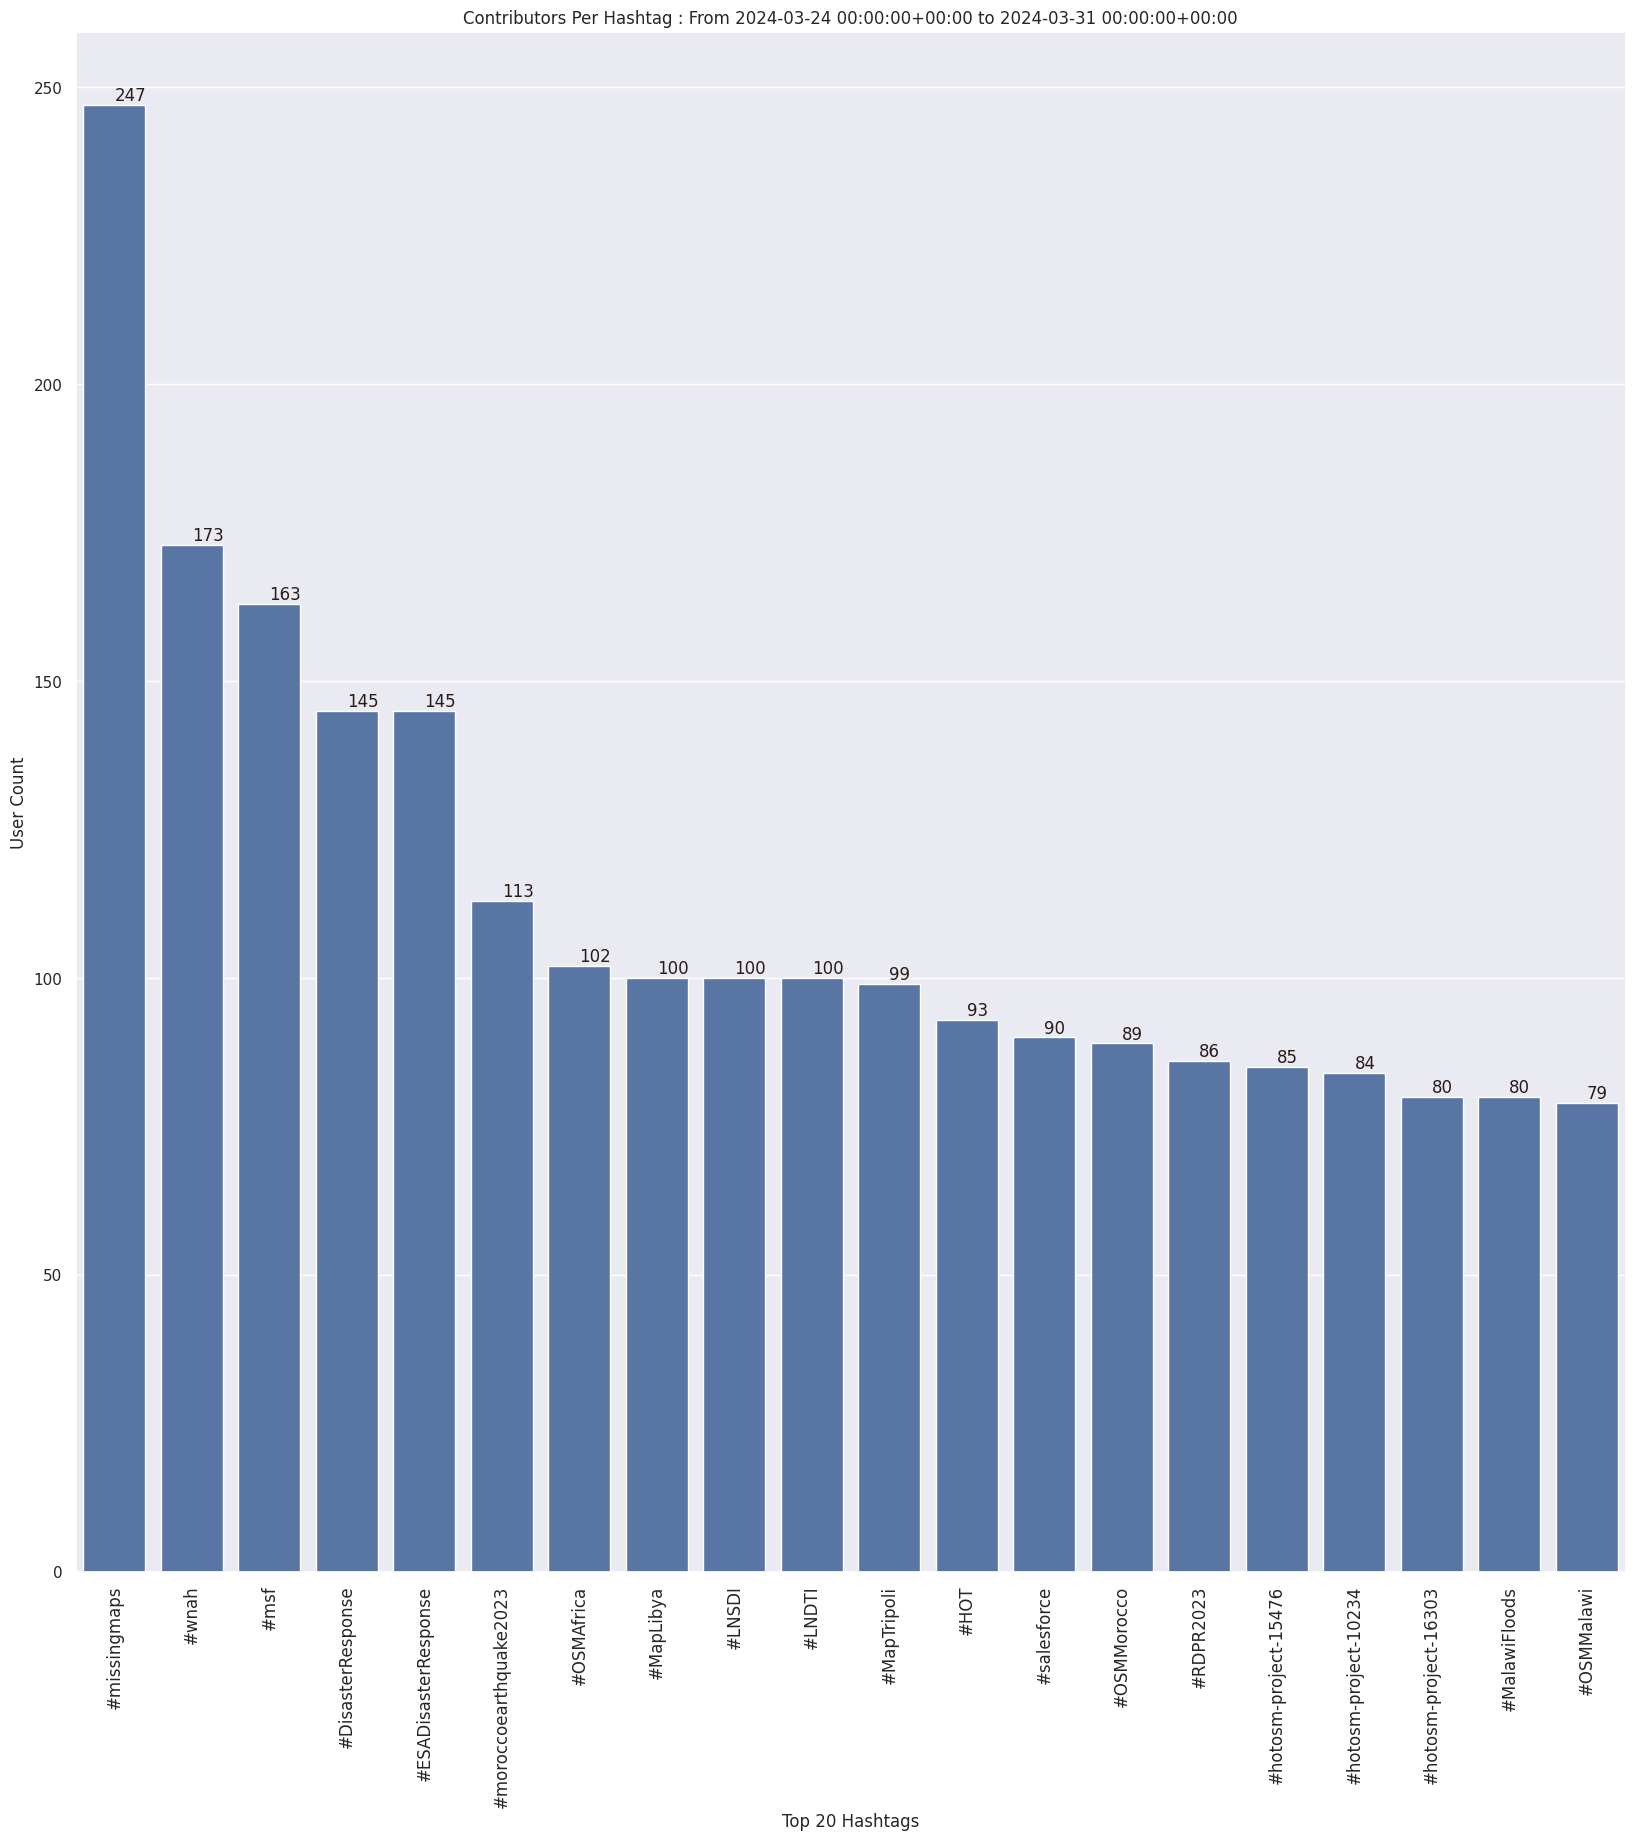 Contributors Per Hashtag : From 2024-03-24 00:00:00+00:00 to 2024-03-31 00:00:00+00:00
250
200
150
100
50
0
User Count
247
173
163
145
145
113
102
100
100
100
99
93
90
89
86
85
84
80
80
79
#missingmaps
#wnah
#msf
#DisasterResponse
#ESADisasterResponse
#moroccoearthquake2023
#OSMAfrica
#MapLibya
#LNSDI
#LNDTI
#MapTripoli
#HOT
#salesforce
#OSMMorocco
#RDPR2023
#hotosm-project-15476
#hotosm-project-10234
#hotosm-project-16303
#MalawiFloods
#OSMMalawi
Top 20 Hashtags